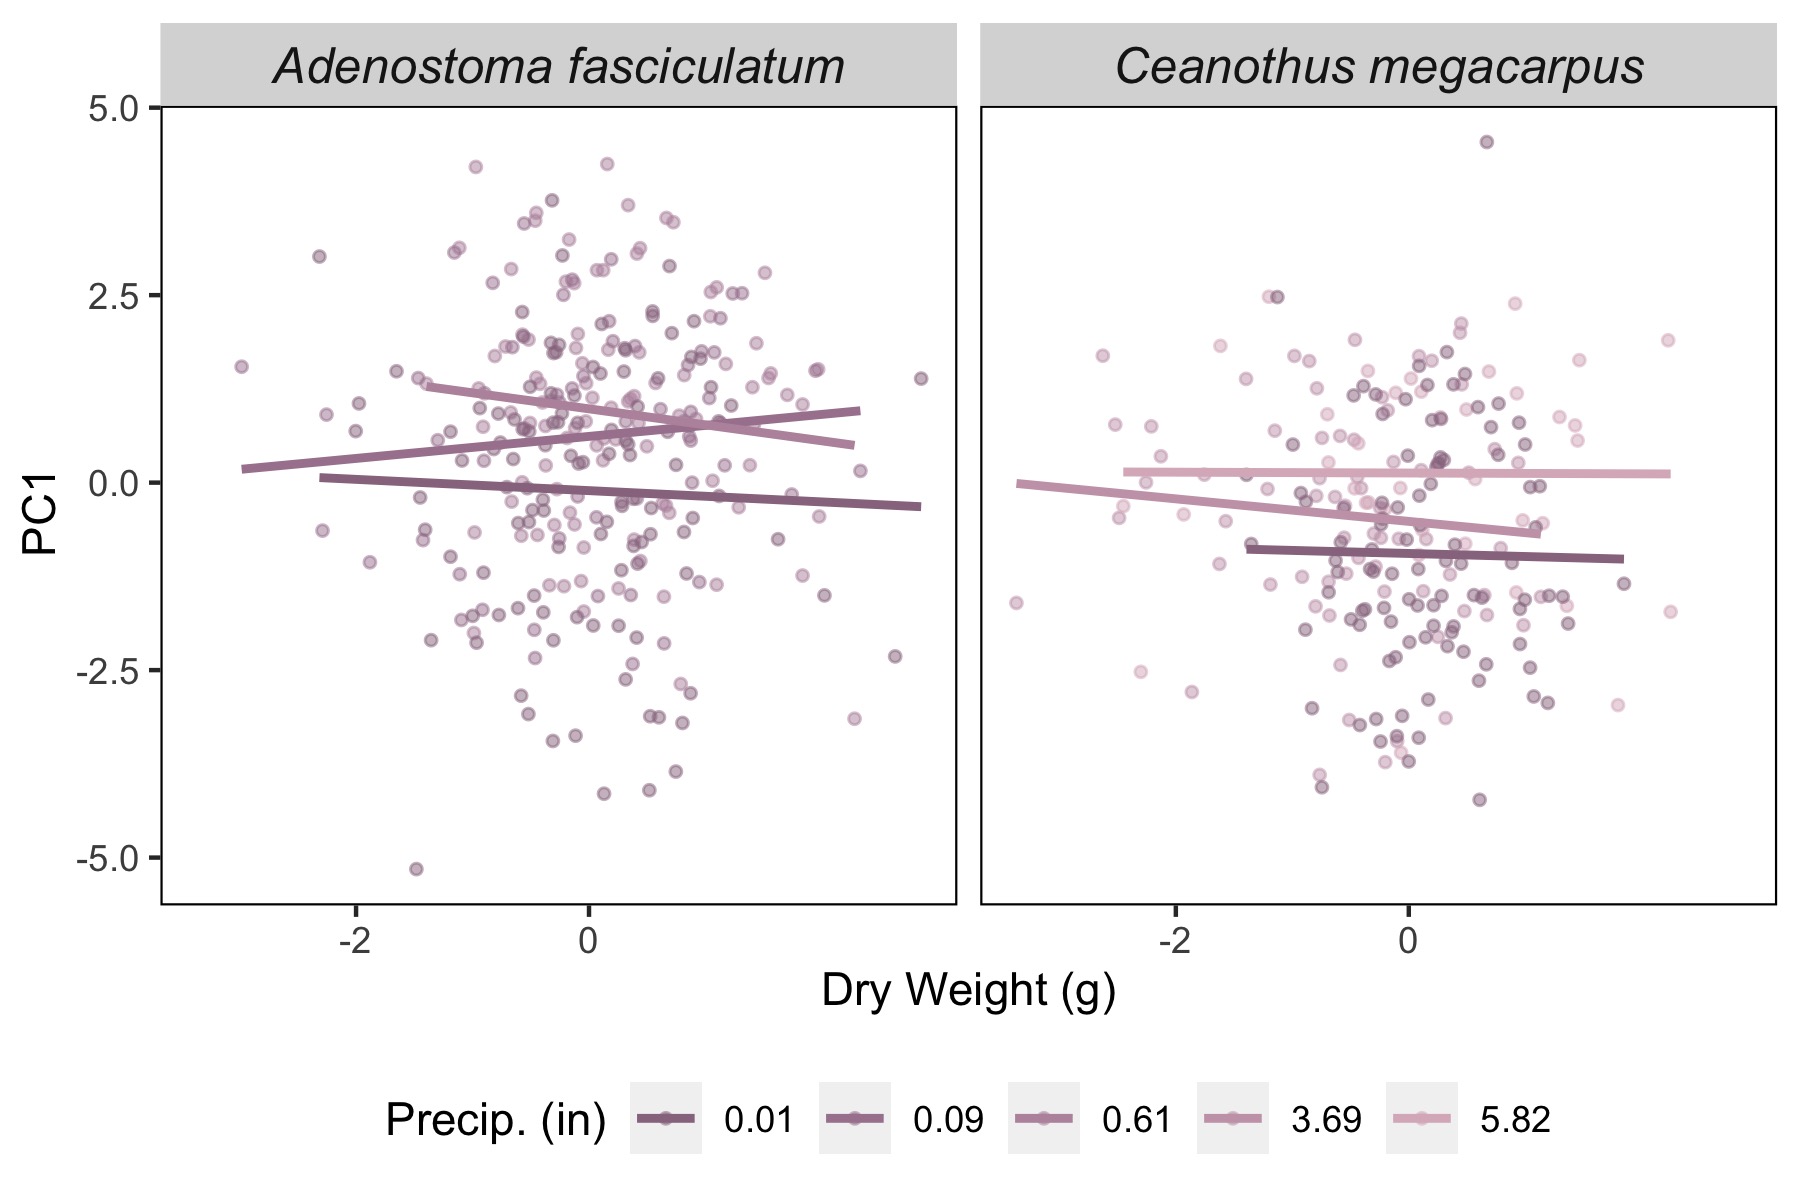 Adenostoma fasciculatum
Ceanothus megacarpus
5.0
2.5
0.0
-2.5
-5.0
PC1
-2
0
-2
0
Dry Weight (g)
Precip. (in) 0.01 0.09 0.61 3.69 5.82